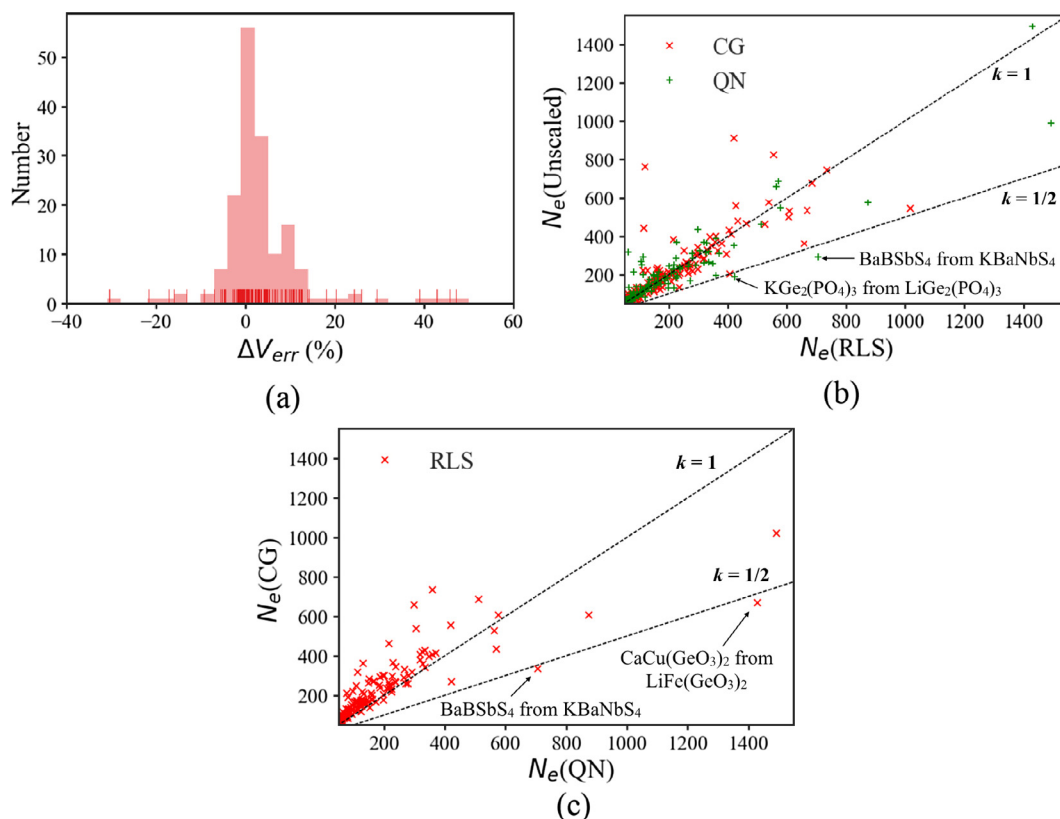 50
40
30
20
10
0
Number
−40
−20
0
20
40
60
ΔV_err (%)
(a)
1400
1200
1000
800
600
400
200
N_e(Unscaled)
CG
QN
k = 1
k = 1/2
BaBSbS₄ from KBaNbS₄
KGe₂(PO₄)₃ from LiGe₂(PO₄)₃
200
400
600
800
1000
1200
1400
N_e(RLS)
(b)
1400
1200
1000
800
600
400
200
N_e(CG)
RLS
k = 1
k = 1/2
CaCu(GeO₃)₂ from
LiFe(GeO₃)₂
BaBSbS₄ from KBaNbS₄
200
400
600
800
1000
1200
1400
N_e(QN)
(c)